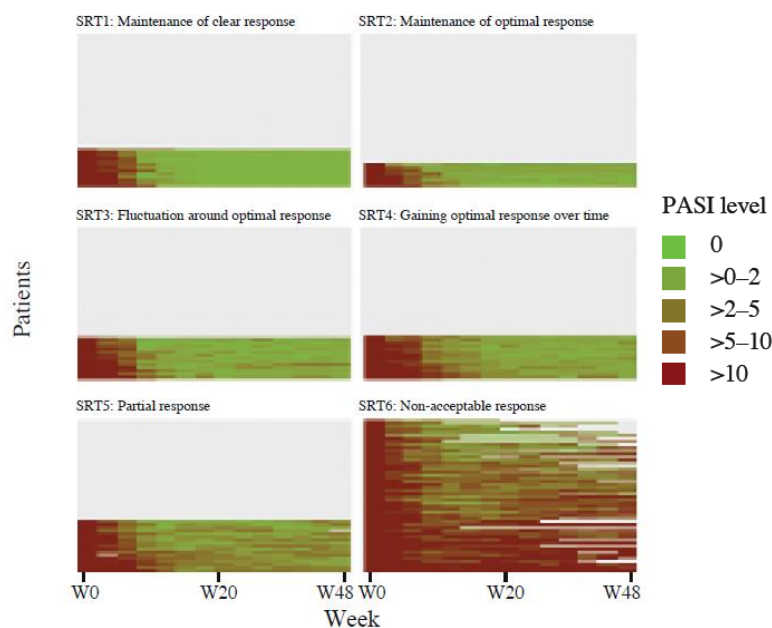 SRT1: Maintenance of clear response
SRT2: Maintenance of optimal response
SRT3: Fluctuation around optimal response
SRT4: Gaining optimal response over time
SRT5: Partial response
SRT6: Non-acceptable response
Patients
W0
W20
W48
W0
W20
W48
Week
PASI level
0
>0–2
>2–5
>5–10
>10